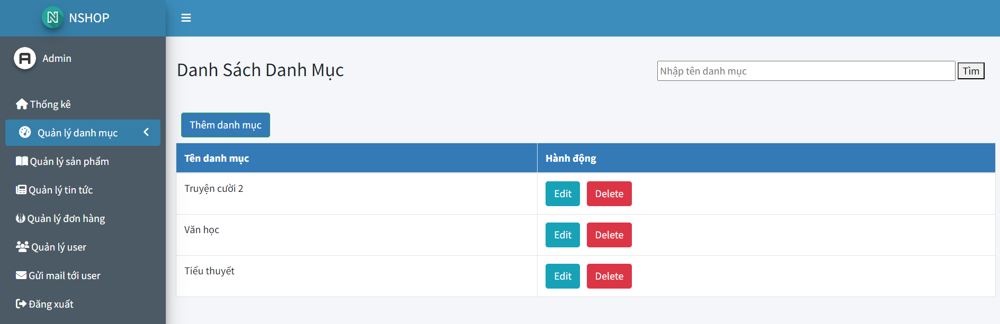 NSHOP
Admin
Thống kê
Quản lý danh mục
Quản lý sản phẩm
Quản lý tin tức
Quản lý đơn hàng
Quản lý user
Gửi mail tới user
Đăng xuất
Danh Sách Danh Mục
Nhập tên danh mục Tìm
Thêm danh mục
Tên danh mục Hành động
Truyện cười 2 Edit Delete
Văn học Edit Delete
Tiểu thuyết Edit Delete